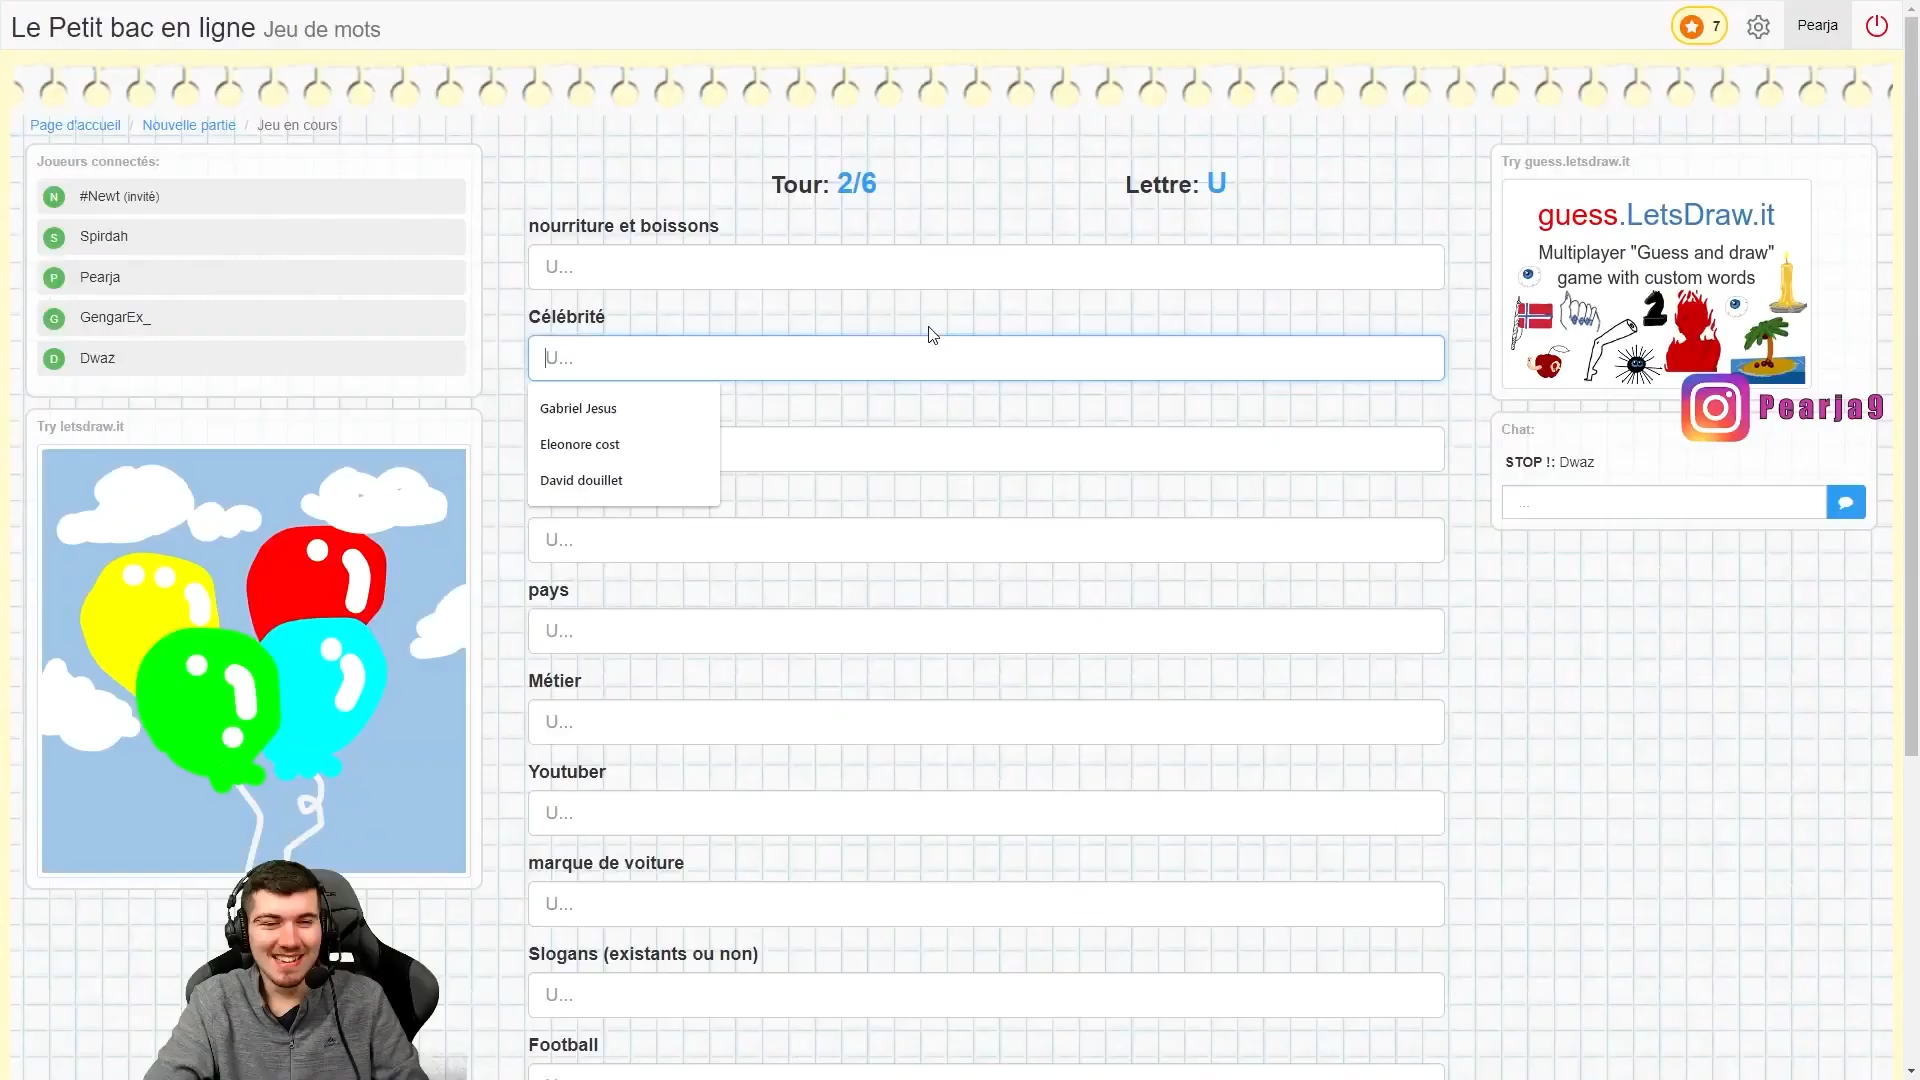 Le Petit bac en ligne Jeu de mots
7
Pearja
Page d'accueil / Nouvelle partie / Jeu en cours
Joueurs connectés:
N #Newt (invité)
S Spirdah
P Pearja
G GengarEx_
D Dwaz
Try letsdraw.it
Tour: 2/6
Lettre: U
nourriture et boissons
U...
Célébrité
U...
Gabriel Jesus
Eleonore cost
David douillet
U...
pays
U...
Métier
U...
Youtuber
U...
marque de voiture
U...
Slogans (existants ou non)
U...
Football
Try guess.letsdraw.it
guess.LetsDraw.it
Multiplayer "Guess and draw"
game with custom words
Pearja9
Chat:
STOP !: Dwaz
...